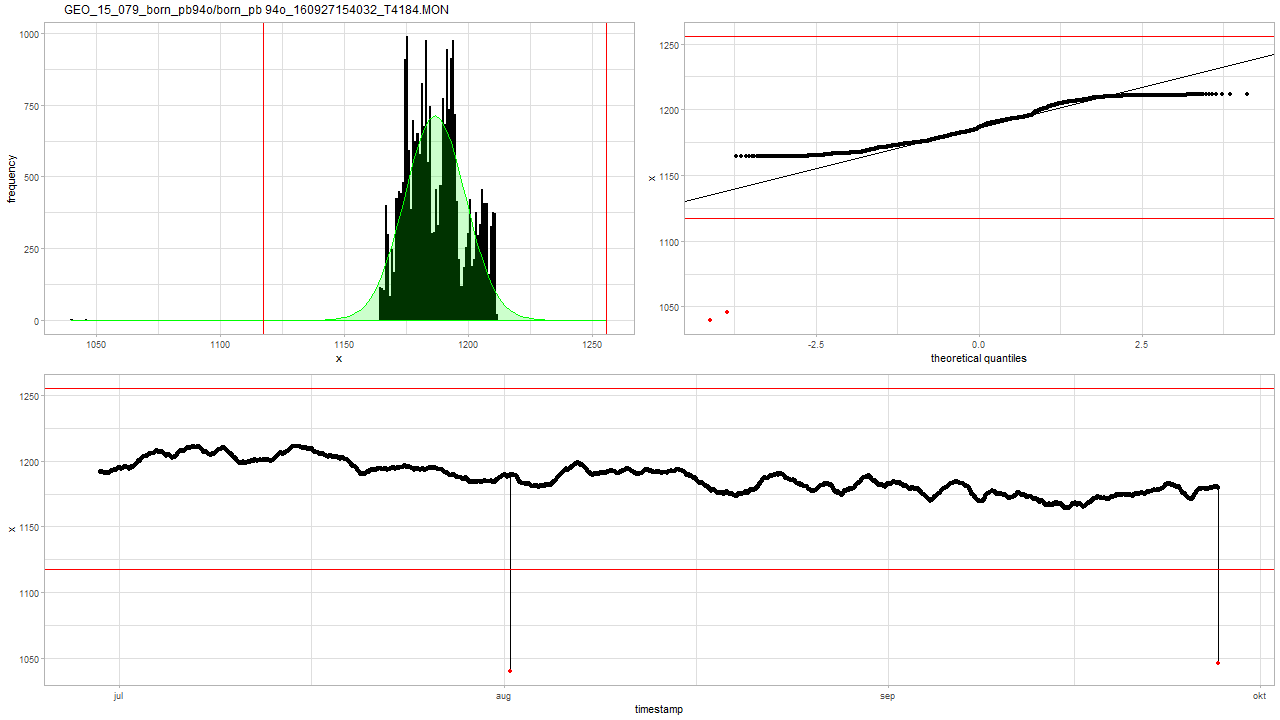 GEO_15_079_born_pb94o/born_pb 94o_160927154032_T4184.MON
frequency
1000
750
500
250
0
1050
1100
1150
1200
1250
x
x
1250
1200
1150
1100
1050
-2.5
0.0
2.5
theoretical quantiles
x
1250
1200
1150
1100
1050
jul
aug
sep
okt
timestamp